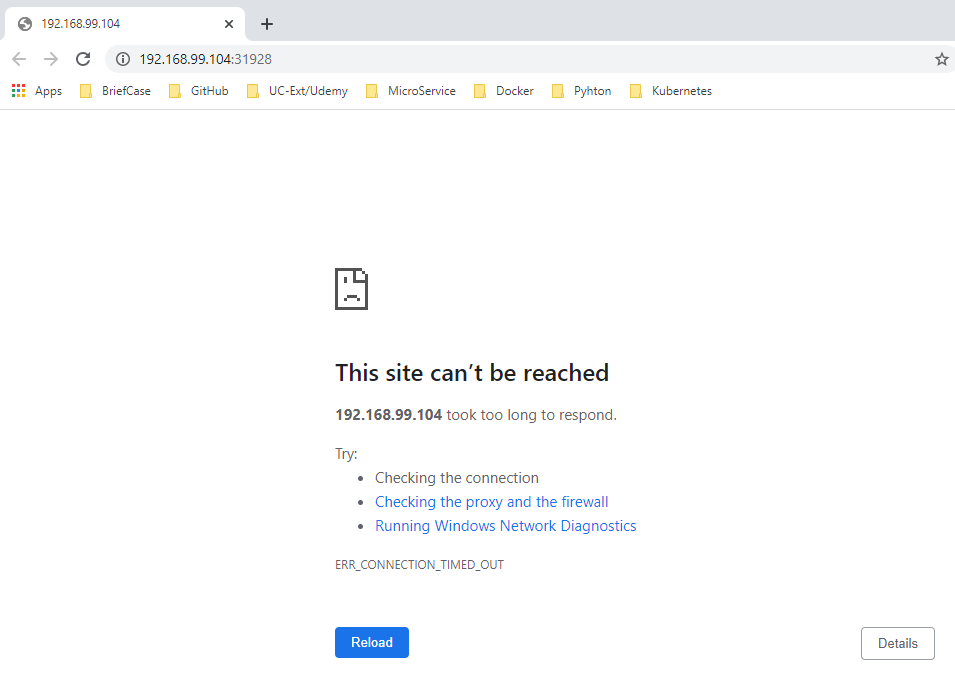 192.168.99.104
192.168.99.104:31928
Apps BriefCase GitHub UC-Ext/Udemy MicroService Docker Pyhton Kubernetes
This site can’t be reached
192.168.99.104 took too long to respond.
Try:
• Checking the connection
• Checking the proxy and the firewall
• Running Windows Network Diagnostics
ERR_CONNECTION_TIMED_OUT
Reload Details